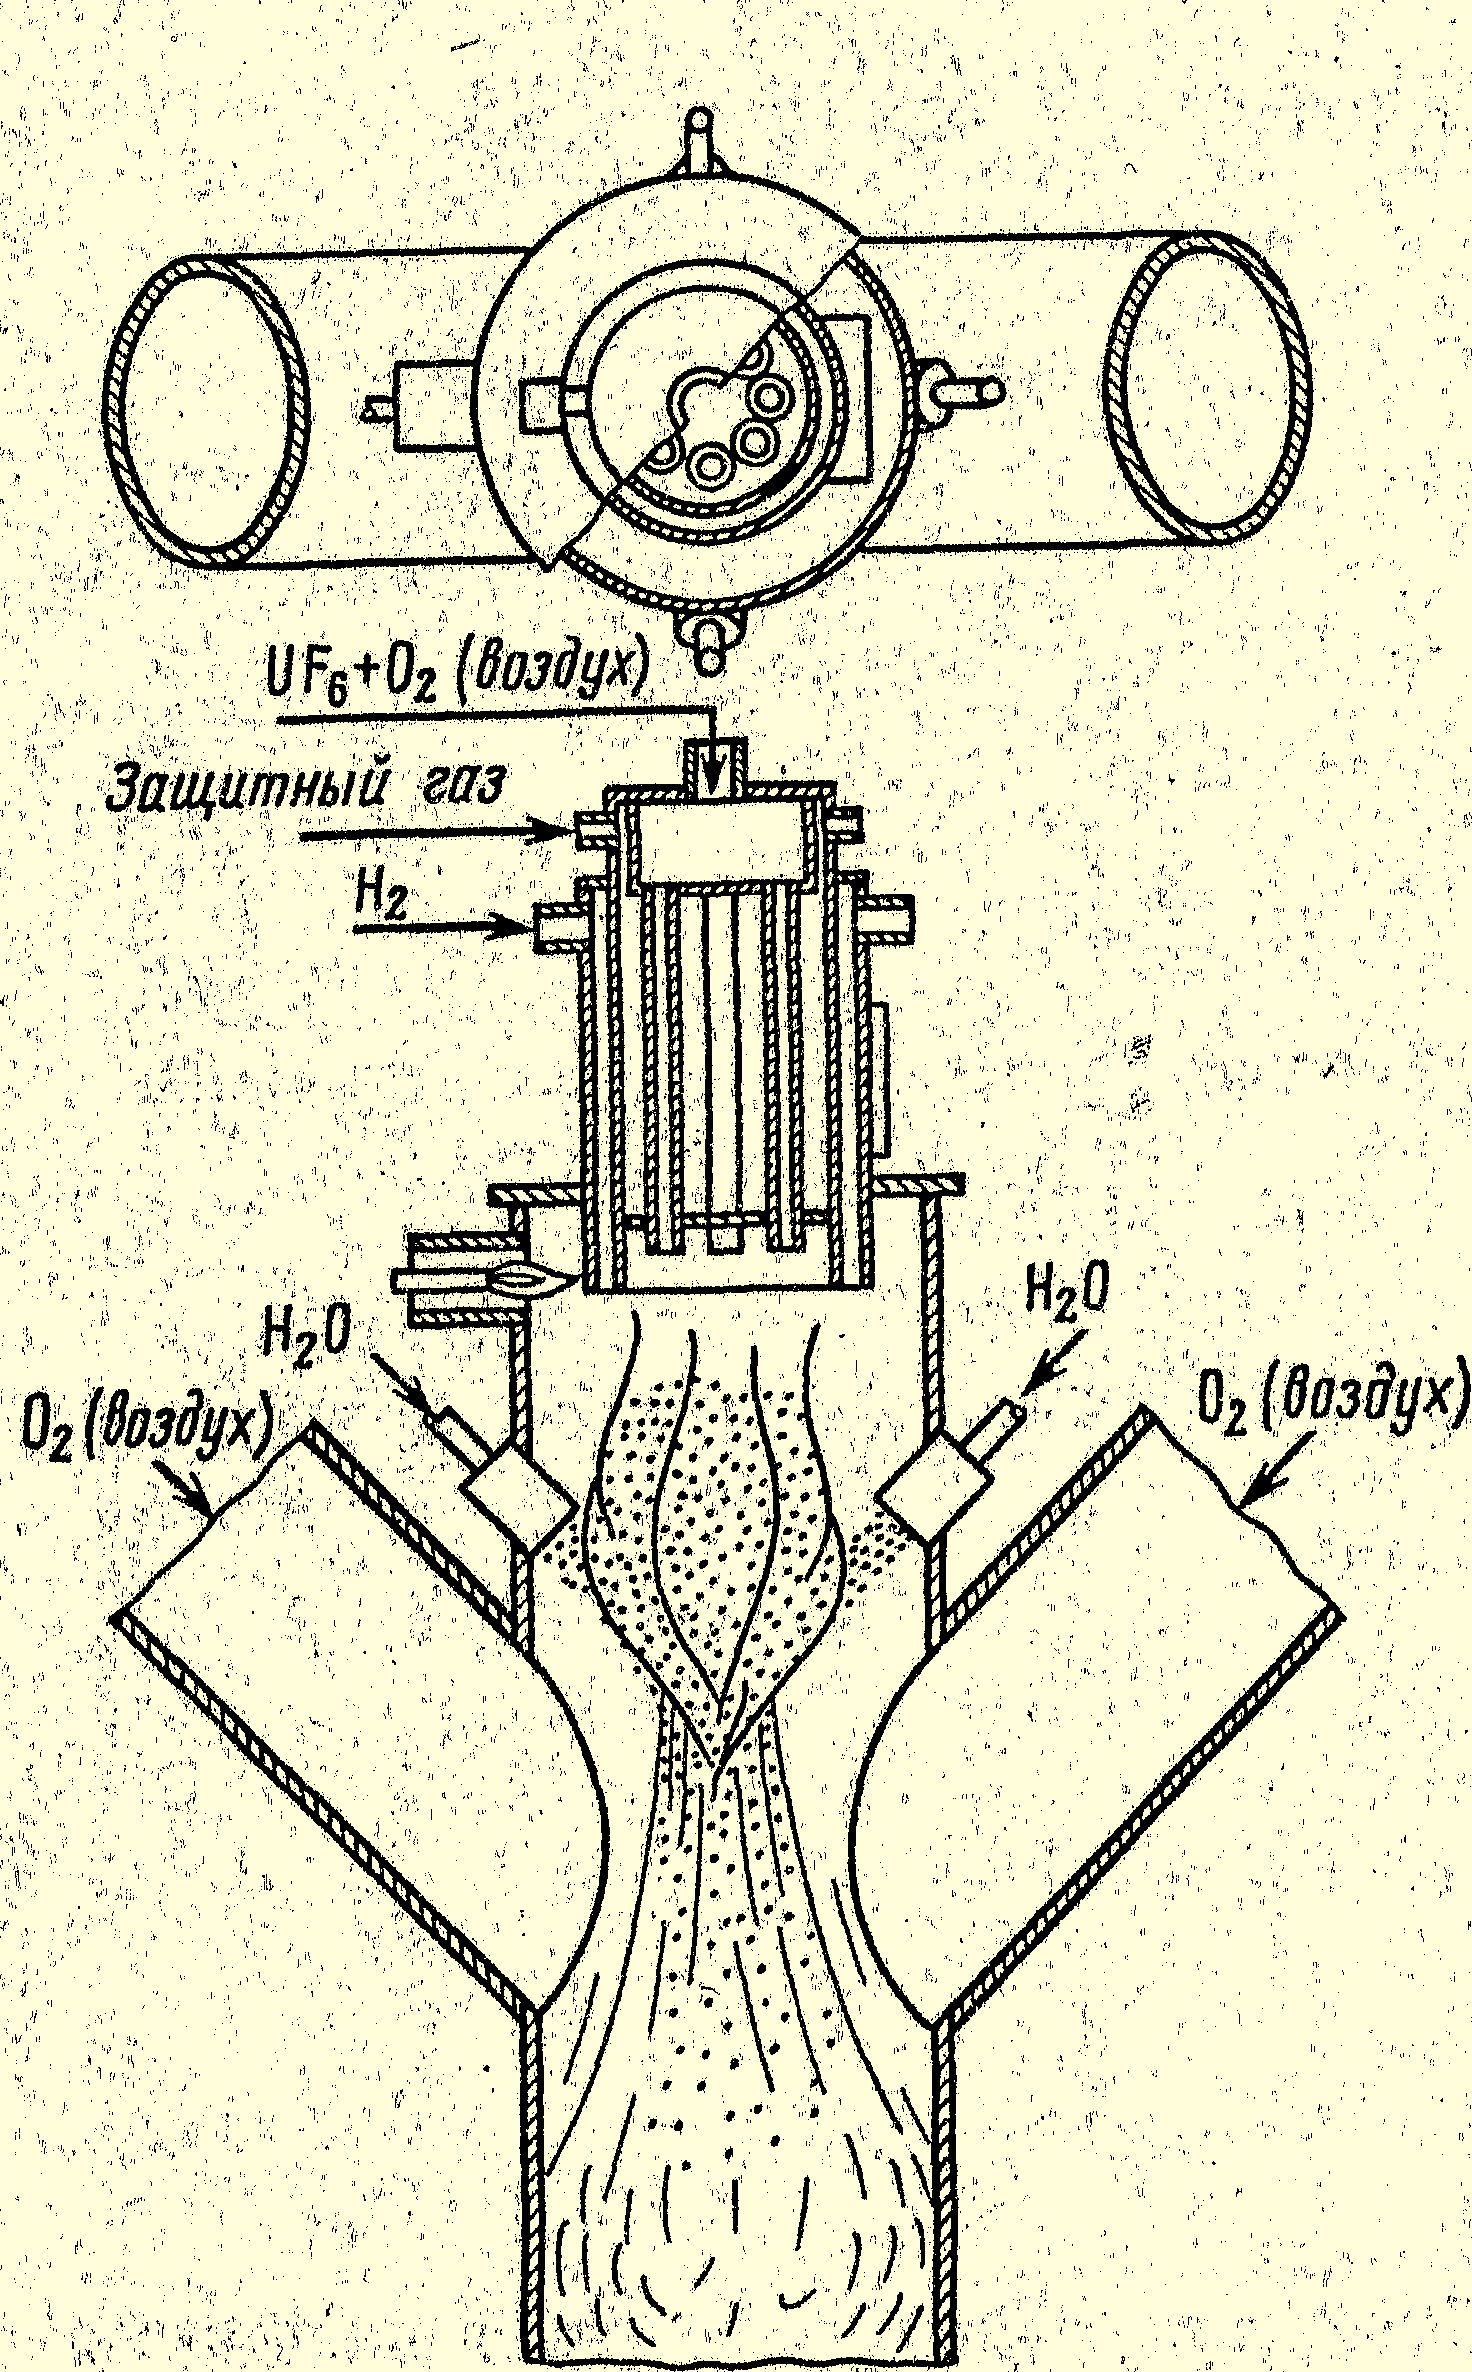 UF₆+O₂ (воздух)
Защитный газ
H₂
H₂O
H₂O
O₂ (воздух)
O₂ (воздух)